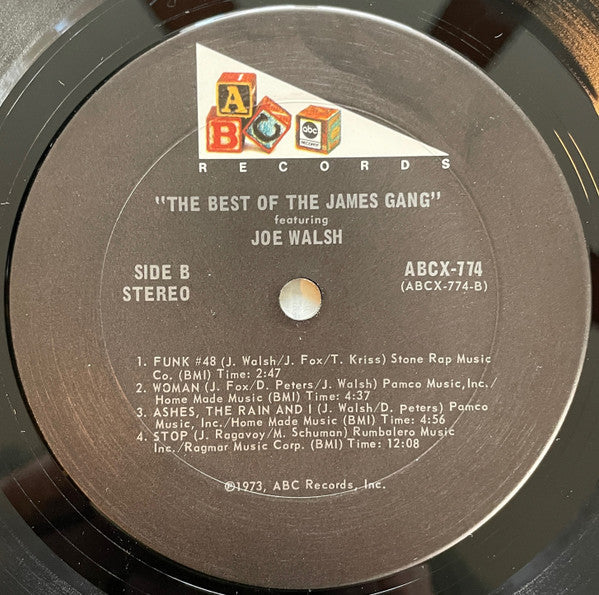 A
B C abc
RECORDS
RECORDS
"THE BEST OF THE JAMES GANG"
featuring
JOE WALSH
SIDE B
STEREO
ABCX-774
(ABCX-774-B)
1. FUNK #48 (J. Walsh/J. Fox/T. Kriss) Stone Rap Music
Co. (BMI) Time: 2:47
2. WOMAN (J. Fox/D. Peters/J. Walsh) Pamco Music, Inc./
Home Made Music (BMI) Time: 4:37
3. ASHES, THE RAIN AND I (J. Walsh/D. Peters) Pamco
Music, Inc./Home Made Music (BMI) Time: 4:56
4. STOP (J. Ragavoy/M. Schuman) Rumbalero Music
Inc./Ragmar Music Corp. (BMI) Time: 12:08
℗1973, ABC Records, Inc.